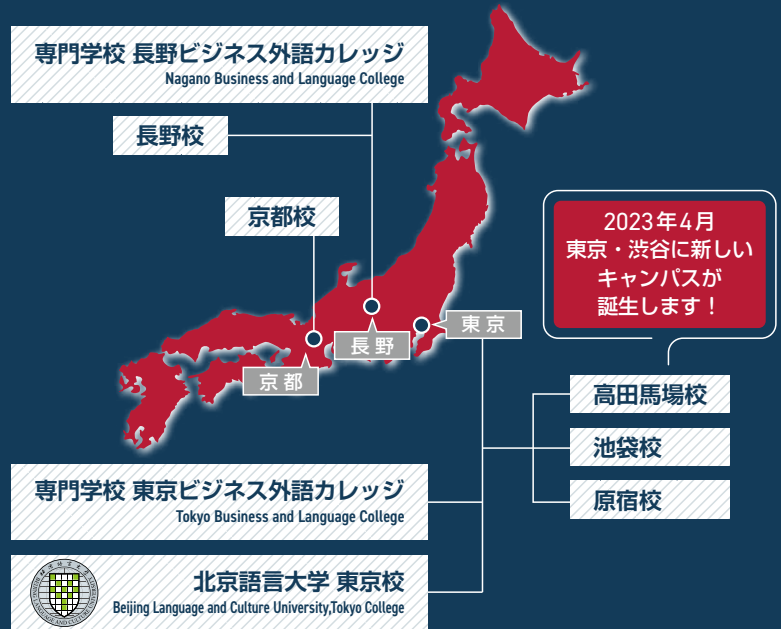 専門学校 長野ビジネス外語カレッジ
Nagano Business and Language College
長野校
京都校
2023年4月
東京・渋谷に新しい
キャンパスが
誕生します！
東京
長野
京都
高田馬場校
池袋校
原宿校
専門学校 東京ビジネス外語カレッジ
Tokyo Business and Language College
北京語言大学 東京校
Beijing Language and Culture University,Tokyo College